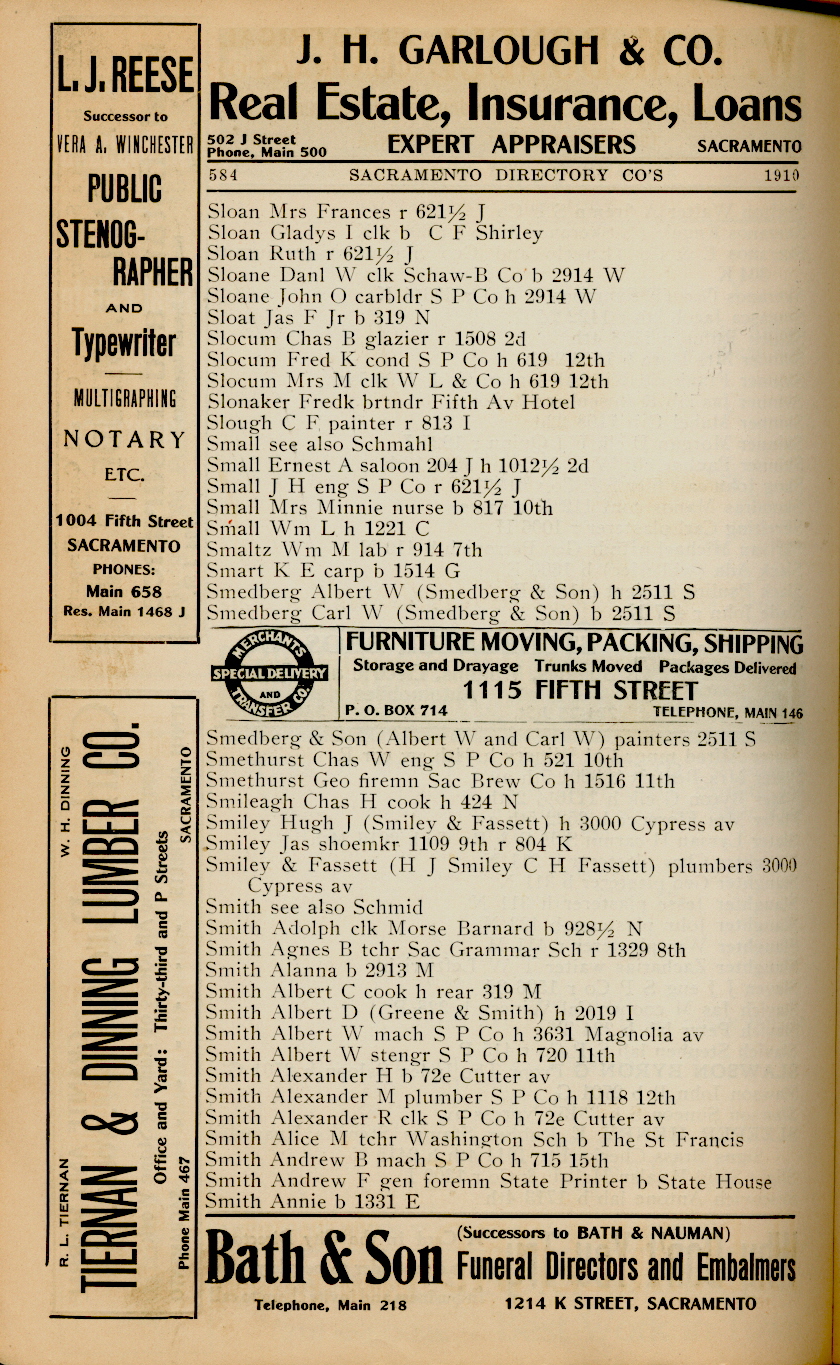 L. J. REESE
Successor to
VERA A. WINCHESTER
PUBLIC
STENOG-
RAPHER
AND
Typewriter
MULTIGRAPHING
NOTARY
ETC.
1004 Fifth Street
SACRAMENTO
PHONES:
Main 658
Res. Main 1468 J
J. H. GARLOUGH & CO.
Real Estate, Insurance, Loans
502 J Street
Phone, Main 500
EXPERT APPRAISERS
SACRAMENTO
584 SACRAMENTO DIRECTORY CO'S 1910
Sloan Mrs Frances r 621½ J
Sloan Gladys I clk b C F Shirley
Sloan Ruth r 621½ J
Sloane Danl W clk Schaw-B Co b 2914 W
Sloane John O carbldr S P Co h 2914 W
Sloat Jas F Jr b 319 N
Slocum Chas B glazier r 1508 2d
Slocum Fred K cond S P Co h 619 12th
Slocum Mrs M clk W L & Co h 619 12th
Slonaker Fredk brtndr Fifth Av Hotel
Slough C F painter r 813 I
Small see also Schmahl
Small Ernest A saloon 204 J h 1012½ 2d
Small J H eng S P Co r 621½ J
Small Mrs Minnie nurse b 817 10th
Small Wm L h 1221 C
Smaltz Wm M lab r 914 7th
Smart K E carp b 1514 G
Smedberg Albert W (Smedberg & Son) h 2511 S
Smedberg Carl W (Smedberg & Son) b 2511 S
MERCHANTS
SPECIAL DELIVERY
AND
TRANSFER CO.
FURNITURE MOVING, PACKING, SHIPPING
Storage and Drayage Trunks Moved Packages Delivered
1115 FIFTH STREET
P. O. BOX 714 TELEPHONE, MAIN 146
Smedberg & Son (Albert W and Carl W) painters 2511 S
Smethurst Chas W eng S P Co h 521 10th
Smethurst Geo firemn Sac Brew Co h 1516 11th
Smileagh Chas H cook h 424 N
Smiley Hugh J (Smiley & Fassett) h 3000 Cypress av
Smiley Jas shoemkr 1109 9th r 804 K
Smiley & Fassett (H J Smiley C H Fassett) plumbers 3000
Cypress av
Smith see also Schmid
Smith Adolph clk Morse Barnard b 928½ N
Smith Agnes B tchr Sac Grammar Sch r 1329 8th
Smith Alanna b 2913 M
Smith Albert C cook h rear 319 M
Smith Albert D (Greene & Smith) h 2019 I
Smith Albert W mach S P Co h 3631 Magnolia av
Smith Albert W stengr S P Co h 720 11th
Smith Alexander H b 72e Cutter av
Smith Alexander M plumber S P Co h 1118 12th
Smith Alexander R clk S P Co h 72e Cutter av
Smith Alice M tchr Washington Sch b The St Francis
Smith Andrew B mach S P Co h 715 15th
Smith Andrew F gen foremn State Printer b State House
Smith Annie b 1331 E
R. L. TIERNAN W. H. DINNING
TIERNAN & DINNING LUMBER CO.
Office and Yard: Thirty-third and P Streets
Phone Main 467 SACRAMENTO
Bath & Son
(Successors to BATH & NAUMAN)
Funeral Directors and Embalmers
Telephone, Main 218
1214 K STREET, SACRAMENTO